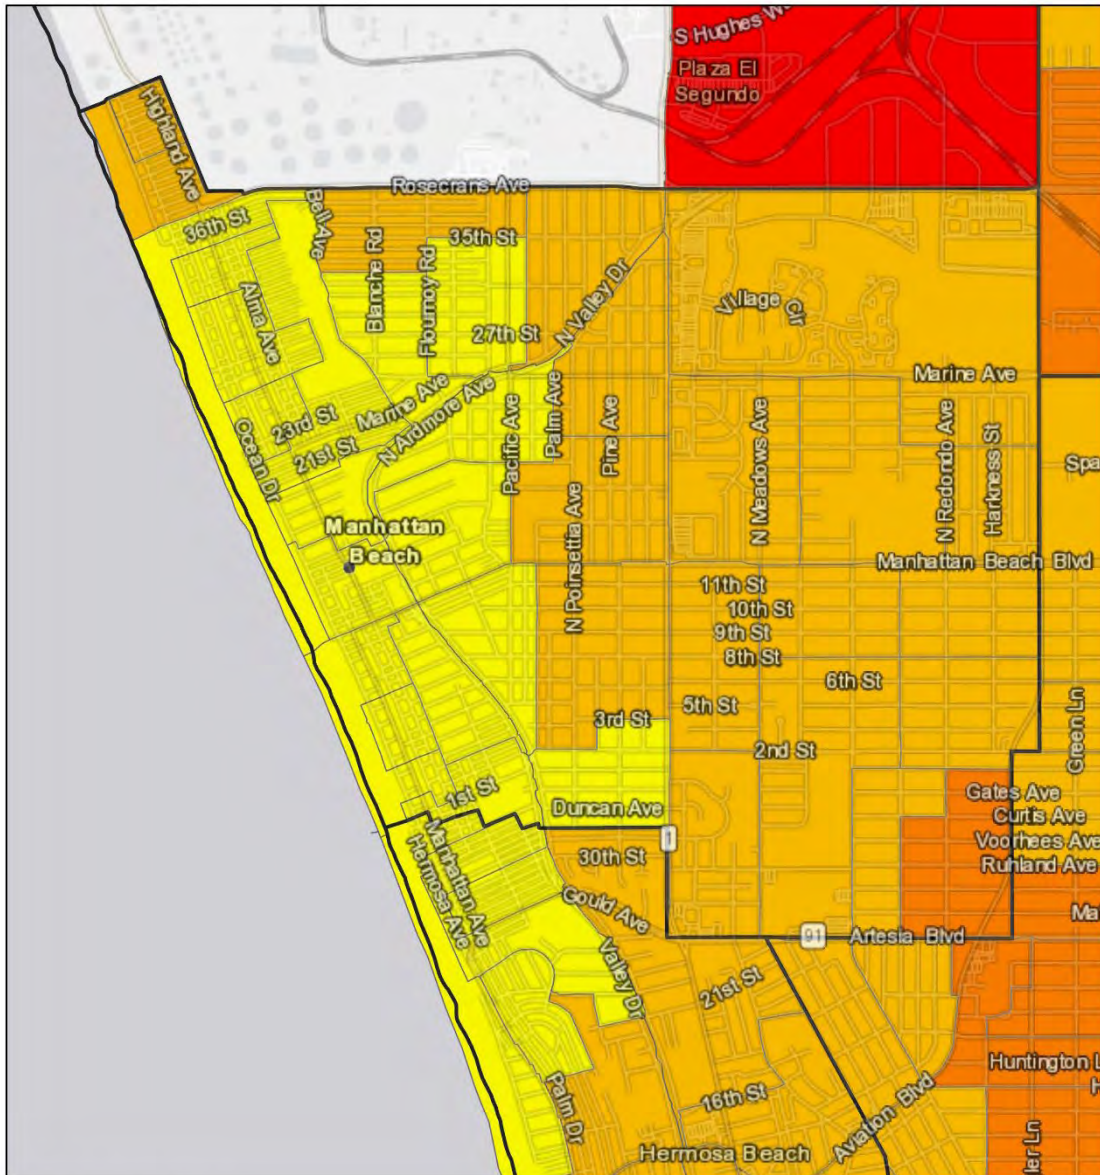 S Hughes W
Plaza El
Segundo
Highland Ave
Rosecrans Ave
36th St
Bell Ave
Blanche Rd
35th St
Flournoy Rd
N Valley Dr
Village Cir
Alma Ave
27th St
Marine Ave
Marine Ave
23rd St
N Ardmore Ave
21st St
Ocean Dr
Pacific Ave
Palm Ave
Pine Ave
N Meadows Ave
N Redondo Ave
Harkness St
Spa
Manhattan
Beach
N Poinsettia Ave
Manhattan Beach Blvd
11th St
10th St
9th St
8th St
6th St
5th St
3rd St
2nd St
Green Ln
1st St
Duncan Ave
Gates Ave
Curtis Ave
Voorhees Ave
Ruhland Ave
1
30th St
Manhattan Ave
Hermosa Ave
Gould Ave
Ma
91
Artesia Blvd
Valley Dr
21st St
Huntington L
H
16th St
Aviation Blvd
Palm Dr
Hermosa Beach
ler Ln